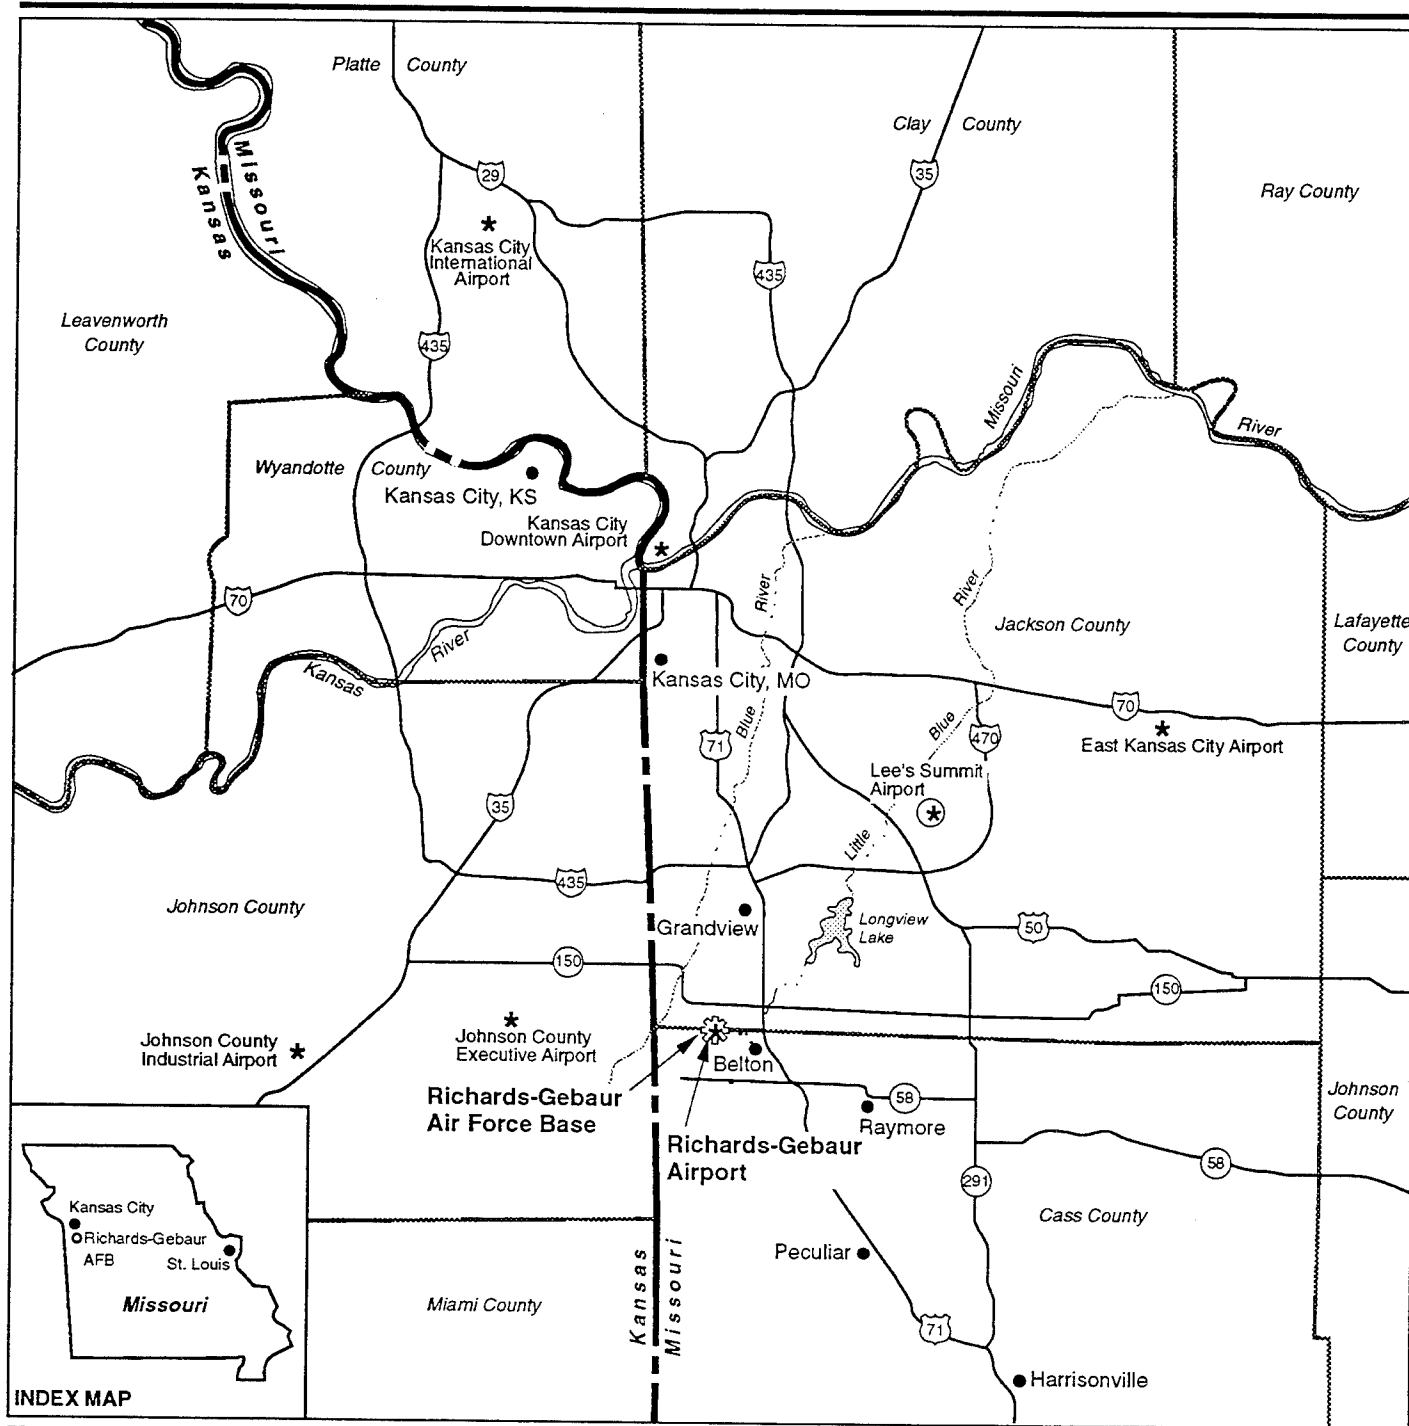 Platte County
Clay County
29
35
Ray County
Missouri
Kansas
Kansas City
International
Airport
435
Leavenworth
County
435
Missouri
River
Wyandotte County
Kansas City, KS
Kansas City
Downtown Airport
70
River
River
River
Jackson County
Lafayette
County
Kansas
Kansas City, MO
70
Blue
Blue
71
470
East Kansas City Airport
Lee's Summit
Airport
35
Little
435
Johnson County
Grandview
Longview
Lake
50
150
150
Johnson County
Industrial Airport
Johnson County
Executive Airport
Belton
Richards-Gebaur
Air Force Base
58
Raymore
Johnson
County
Richards-Gebaur
Airport
58
291
Cass County
Kansas City
Richards-Gebaur
AFB
St. Louis
Missouri
INDEX MAP
Peculiar
Kansas
Missouri
Miami County
71
Harrisonville